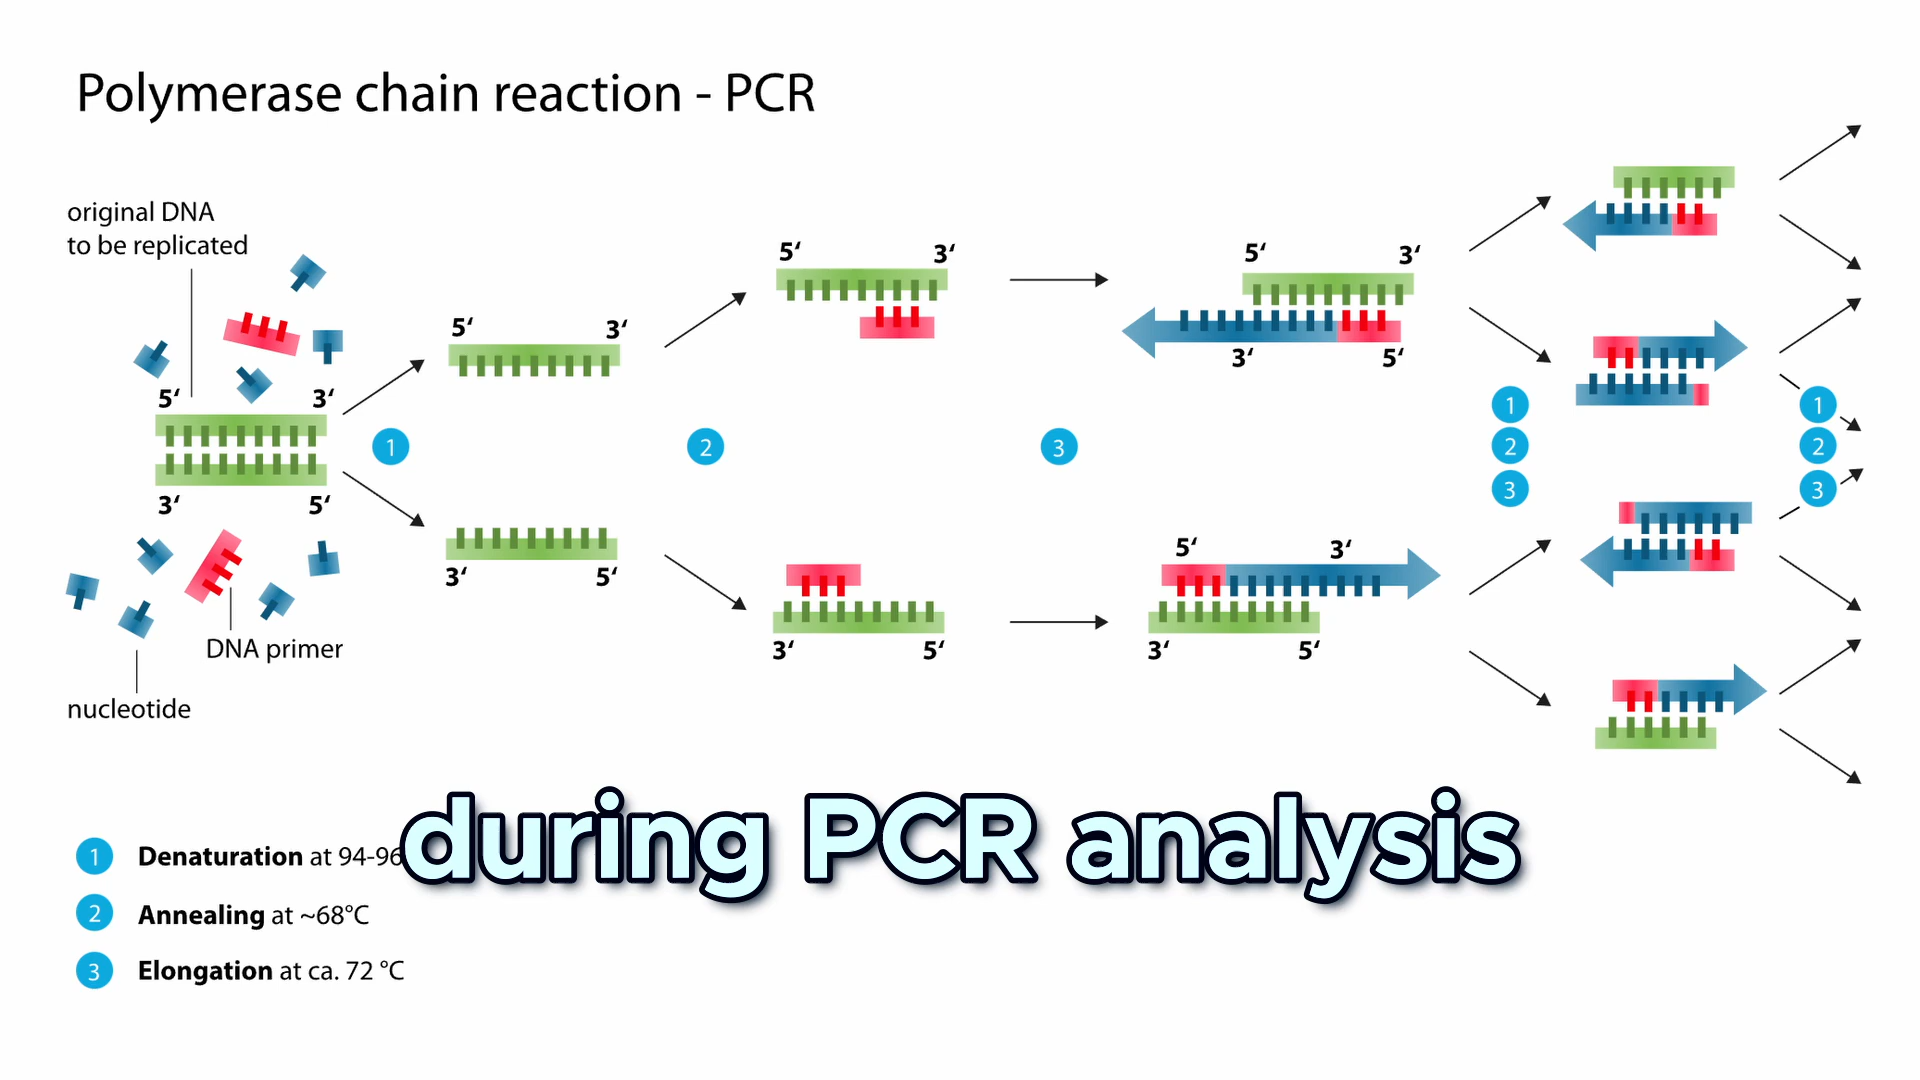 Polymerase chain reaction - PCR
original DNA
to be replicated
5‘ 3‘
3‘ 5‘
DNA primer
nucleotide
1
5‘ 3‘
3‘ 5‘
2
5‘ 3‘
3‘ 5‘
3
5‘ 3‘
3‘ 5‘
5‘ 3‘
3‘ 5‘
1
2
3
1
2
3
1 Denaturation at 94-96
2 Annealing at ~68°C
3 Elongation at ca. 72 °C
during PCR analysis